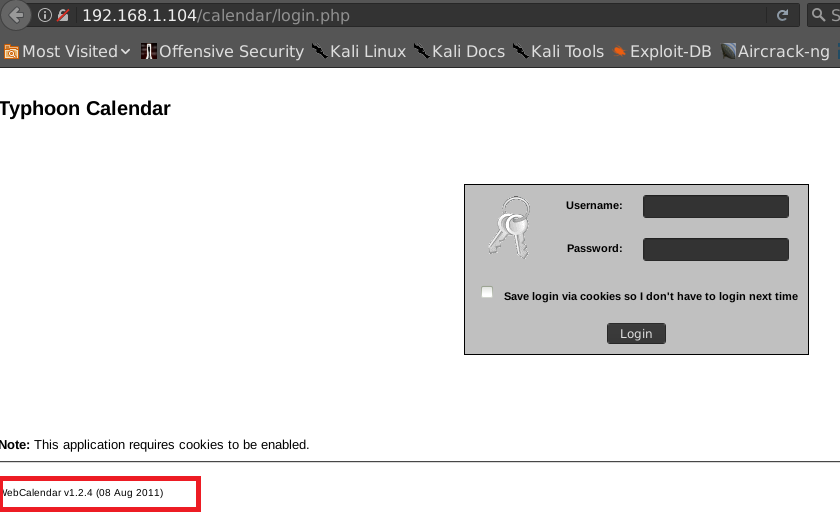 192.168.1.104/calendar/login.php
Most Visited Offensive Security Kali Linux Kali Docs Kali Tools Exploit-DB Aircrack-ng
Typhoon Calendar
Username:
Password:
Save login via cookies so I don't have to login next time
Login
Note: This application requires cookies to be enabled.
WebCalendar v1.2.4 (08 Aug 2011)